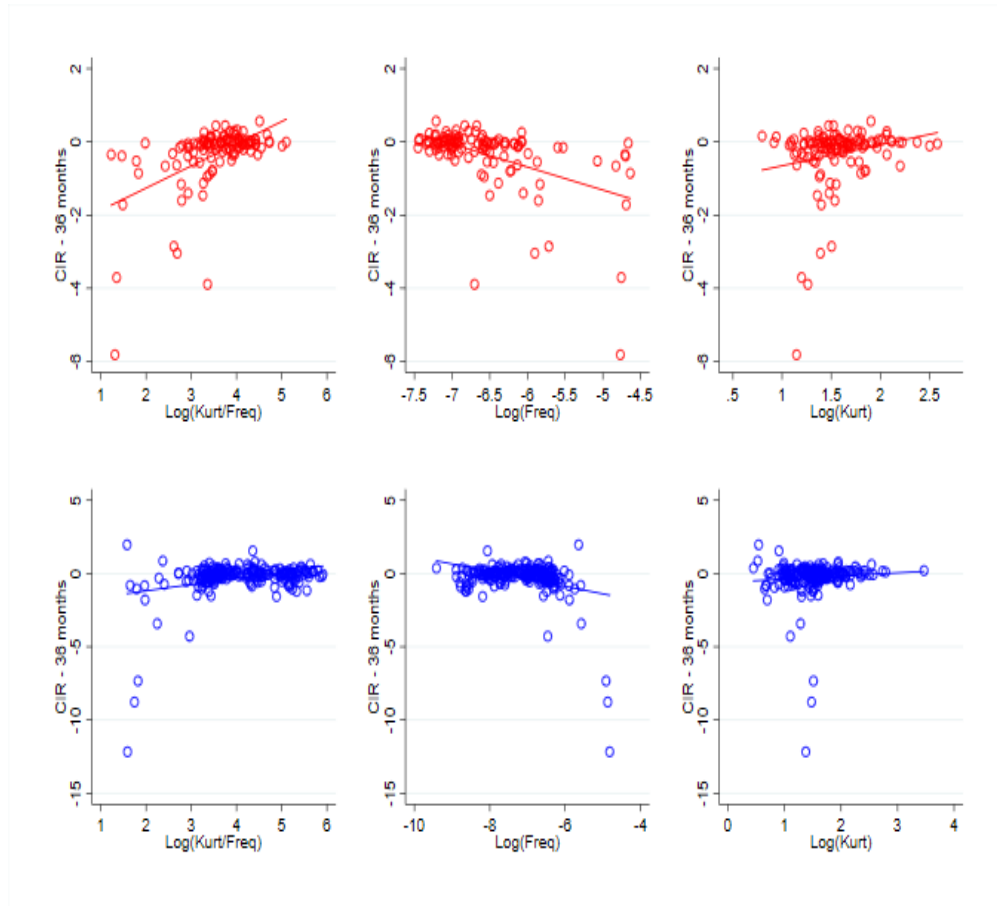 2
0
-2
-4
-6
CIR - 36 months
1 2 3 4 5 6
Log(Kurt/Freq)
2
0
-2
-4
-6
CIR - 36 months
-7.5 -7 -6.5 -6 -5.5 -5 -4.5
Log(Freq)
2
0
-2
-4
-6
CIR - 36 months
.5 1 1.5 2 2.5
Log(Kurt)
5
0
-5
-10
-15
CIR - 36 months
1 2 3 4 5 6
Log(Kurt/Freq)
5
0
-5
-10
-15
CIR - 36 months
-10 -8 -6 -4
Log(Freq)
5
0
-5
-10
-15
CIR - 36 months
0 1 2 3 4
Log(Kurt)